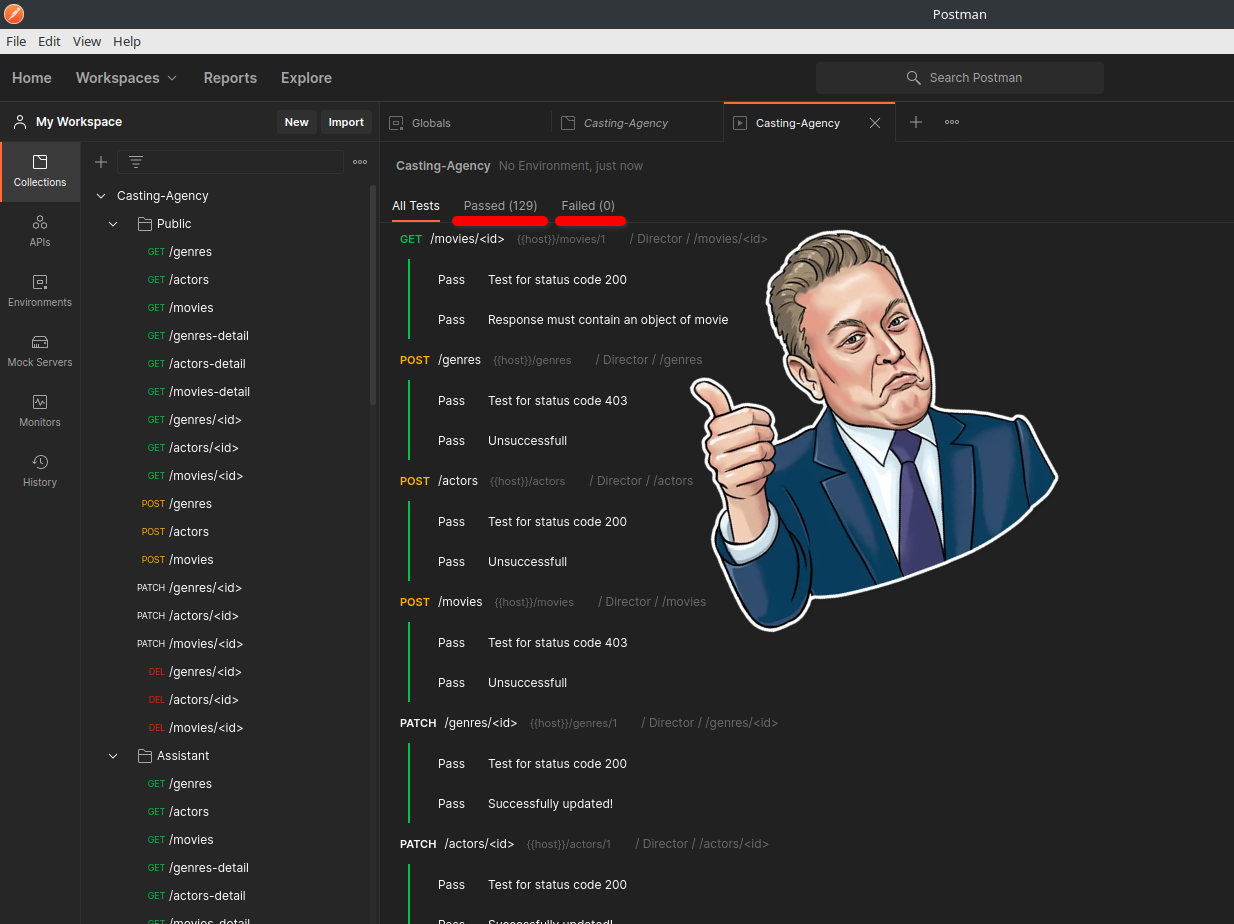 Postman
File Edit View Help
Home Workspaces Reports Explore Search Postman
My Workspace New Import
Globals Casting-Agency Casting-Agency
Collections
APIs
Environments
Mock Servers
Monitors
History
Casting-Agency
Public
GET /genres
GET /actors
GET /movies
GET /genres-detail
GET /actors-detail
GET /movies-detail
GET /genres/<id>
GET /actors/<id>
GET /movies/<id>
POST /genres
POST /actors
POST /movies
PATCH /genres/<id>
PATCH /actors/<id>
PATCH /movies/<id>
DEL /genres/<id>
DEL /actors/<id>
DEL /movies/<id>
Assistant
GET /genres
GET /actors
GET /movies
GET /genres-detail
GET /actors-detail
GET /movies-detail
Casting-Agency No Environment, just now
All Tests Passed (129) Failed (0)
GET /movies/<id> {{host}}/movies/1 / Director / /movies/<id>
Pass Test for status code 200
Pass Response must contain an object of movie
POST /genres {{host}}/genres / Director / /genres
Pass Test for status code 403
Pass Unsuccessfull
POST /actors {{host}}/actors / Director / /actors
Pass Test for status code 200
Pass Unsuccessfull
POST /movies {{host}}/movies / Director / /movies
Pass Test for status code 403
Pass Unsuccessfull
PATCH /genres/<id> {{host}}/genres/1 / Director / /genres/<id>
Pass Test for status code 200
Pass Successfully updated!
PATCH /actors/<id> {{host}}/actors/1 / Director / /actors/<id>
Pass Test for status code 200
Pass Successfully updated!